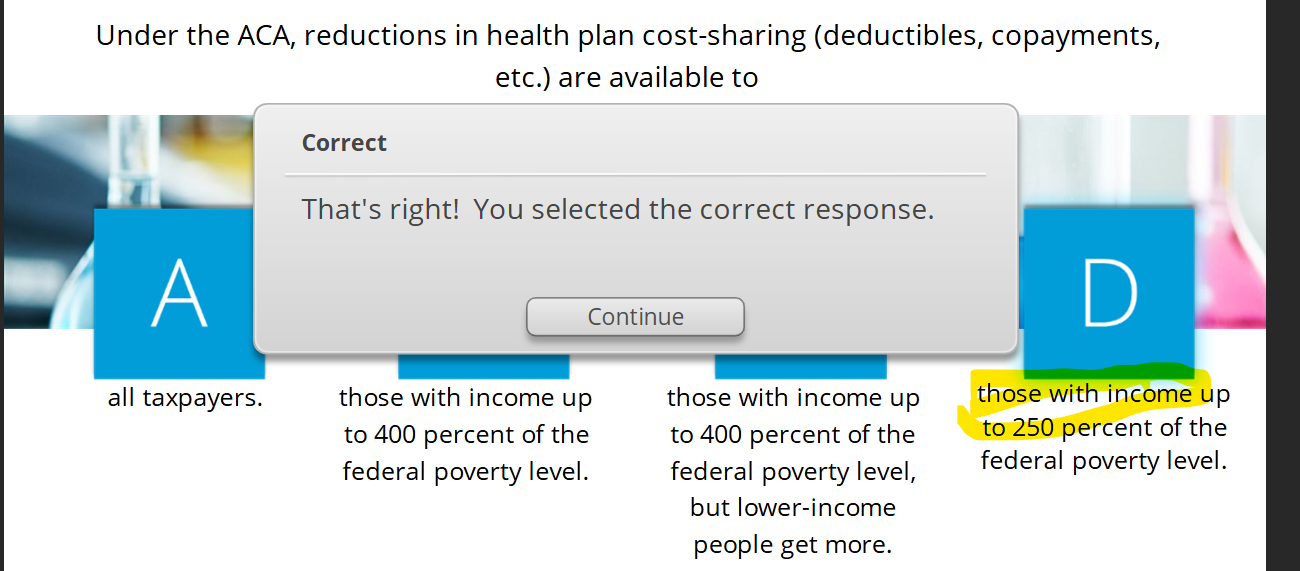 Under the ACA, reductions in health plan cost-sharing (deductibles, copayments,
etc.) are available to
Correct
That's right! You selected the correct response.
Continue
A
all taxpayers.
those with income up
to 400 percent of the
federal poverty level.
those with income up
to 400 percent of the
federal poverty level,
but lower-income
people get more.
D
those with income up
to 250 percent of the
federal poverty level.